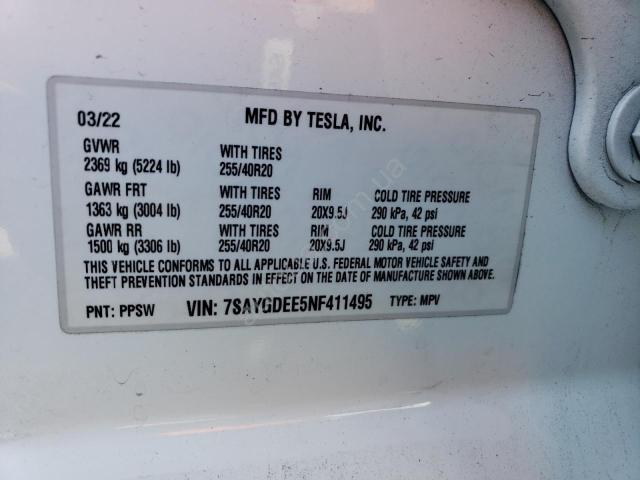 03/22 MFD BY TESLA, INC.
GVWR WITH TIRES
2369 kg (5224 lb) 255/40R20
GAWR FRT WITH TIRES RIM COLD TIRE PRESSURE
1363 kg (3004 lb) 255/40R20 20X9.5J 290 kPa, 42 psi
GAWR RR WITH TIRES RIM COLD TIRE PRESSURE
1500 kg (3306 lb) 255/40R20 20X9.5J 290 kPa, 42 psi
THIS VEHICLE CONFORMS TO ALL APPLICABLE U.S. FEDERAL MOTOR VEHICLE SAFETY AND
THEFT PREVENTION STANDARDS IN EFFECT ON THE DATE OF MANUFACTURE SHOWN ABOVE.
PNT: PPSW VIN: 7SAYGDEE5NF411495 TYPE: MPV